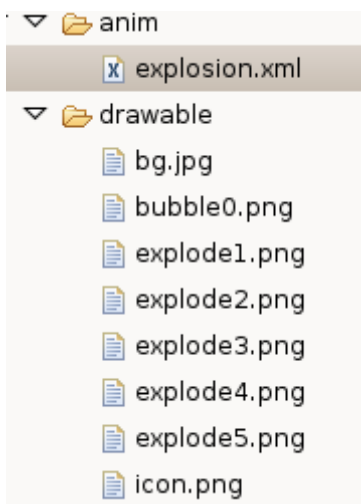 anim
explosion.xml
drawable
bg.jpg
bubble0.png
explode1.png
explode2.png
explode3.png
explode4.png
explode5.png
icon.png